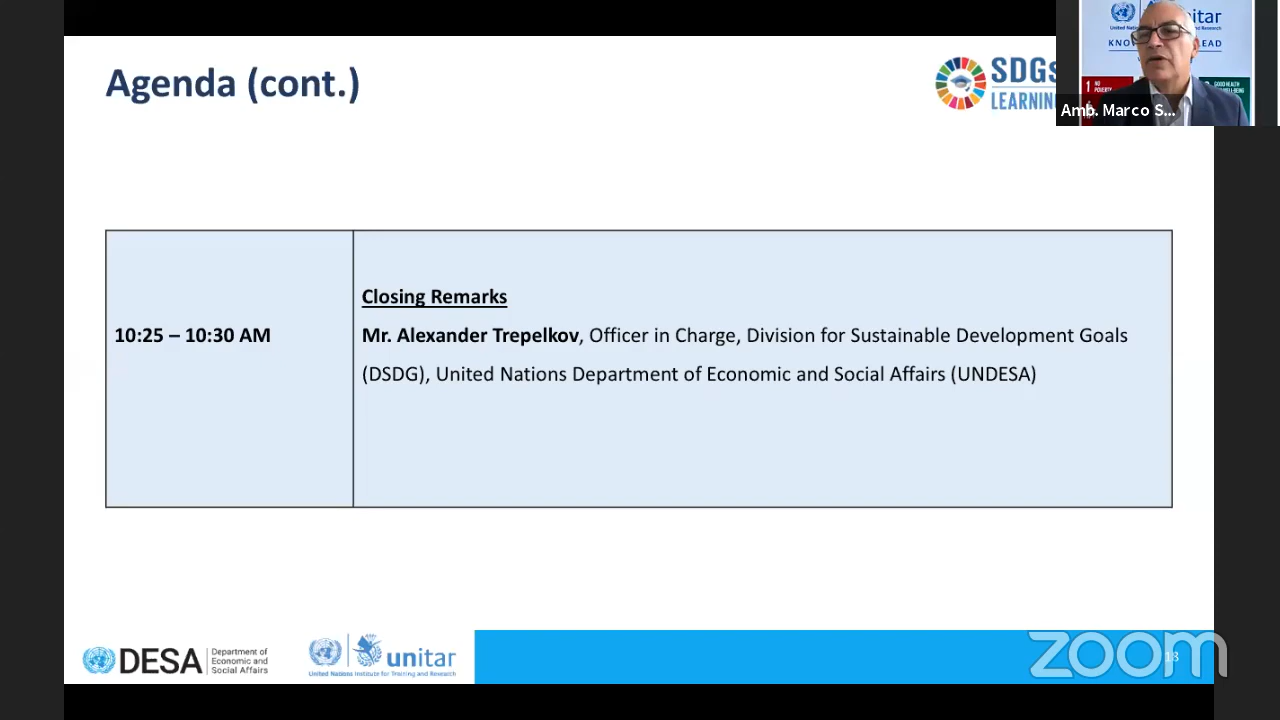 Agenda (cont.)
SDGs
LEARNING
unitar
Amb. Marco S...
10:25 – 10:30 AM
Closing Remarks
Mr. Alexander Trepelkov, Officer in Charge, Division for Sustainable Development Goals
(DSDG), United Nations Department of Economic and Social Affairs (UNDESA)
DESA
Department of
Economic and
Social Affairs
unitar
United Nations Institute for Training and Research
zoom